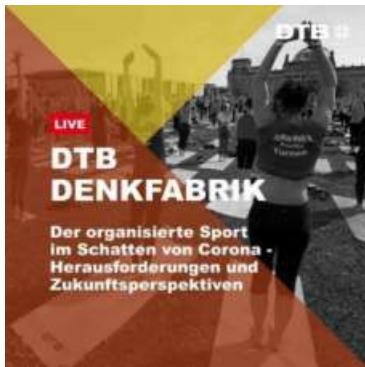 DTB
LIVE
DTB
DENKFABRIK
Der organisierte Sport
im Schatten von Corona -
Herausforderungen und
Zukunftsperspektiven